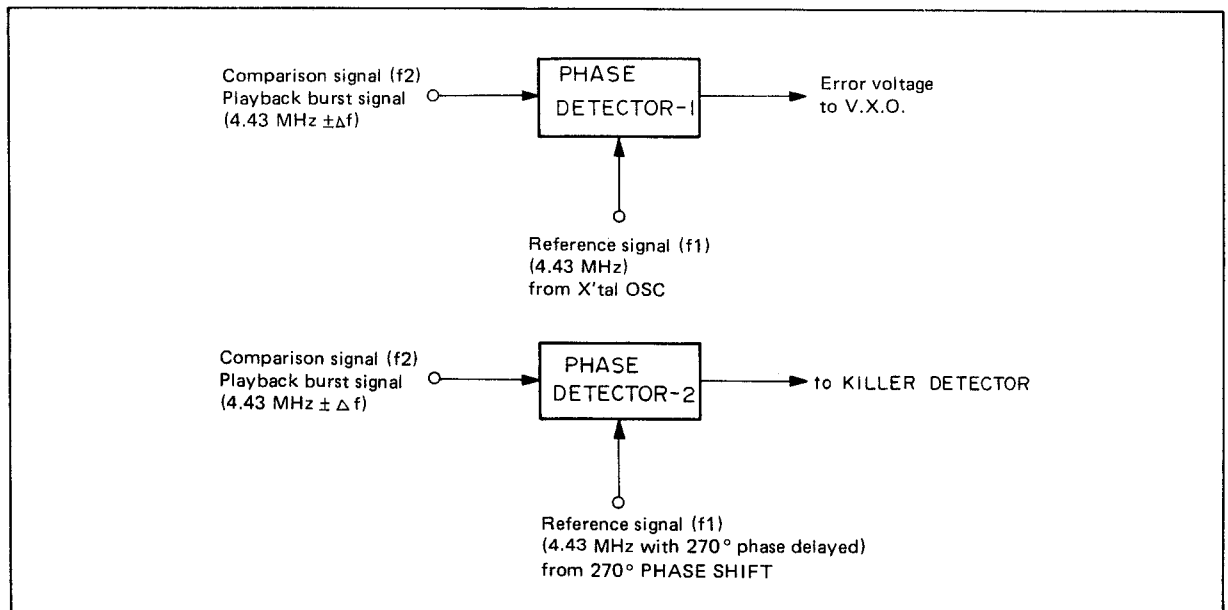 Comparison signal (f2)
Playback burst signal
(4.43 MHz ±Δf)
PHASE
DETECTOR-1
Error voltage
to V.X.O.
Reference signal (f1)
(4.43 MHz)
from X'tal OSC
Comparison signal (f2)
Playback burst signal
(4.43 MHz ± Δ f)
PHASE
DETECTOR-2
to KILLER DETECTOR
Reference signal (f1)
(4.43 MHz with 270° phase delayed)
from 270° PHASE SHIFT